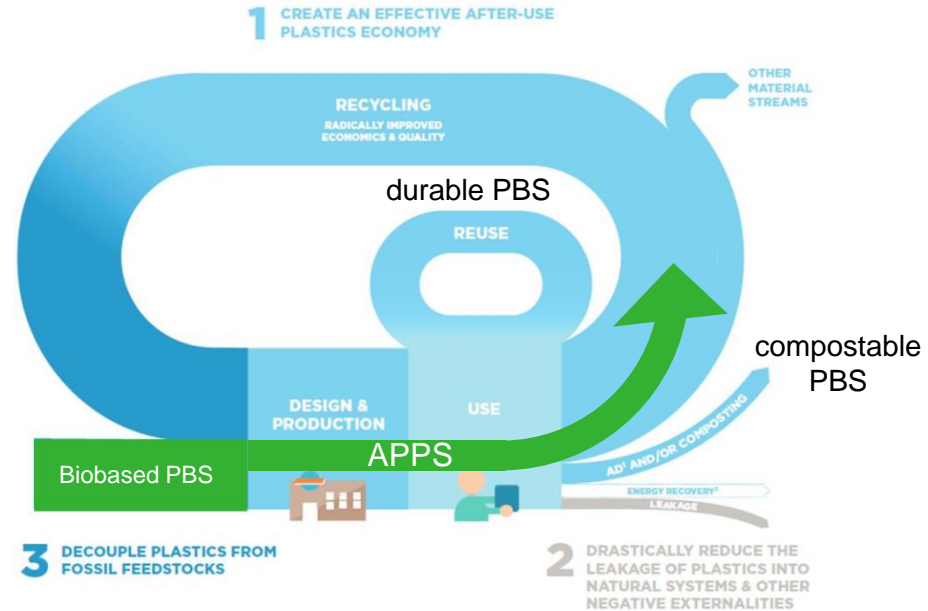 1 CREATE AN EFFECTIVE AFTER-USE
PLASTICS ECONOMY
OTHER
MATERIAL
STREAMS
RECYCLING
RADICALLY IMPROVED
ECONOMICS & QUALITY
durable PBS
REUSE
compostable
PBS
DESIGN &
PRODUCTION
USE
APPS
Biobased PBS
AD¹ AND/OR COMPOSTING
ENERGY RECOVERY²
LEAKAGE
3 DECOUPLE PLASTICS FROM
FOSSIL FEEDSTOCKS
2 DRASTICALLY REDUCE THE
LEAKAGE OF PLASTICS INTO
NATURAL SYSTEMS & OTHER
NEGATIVE EXTERNALITIES